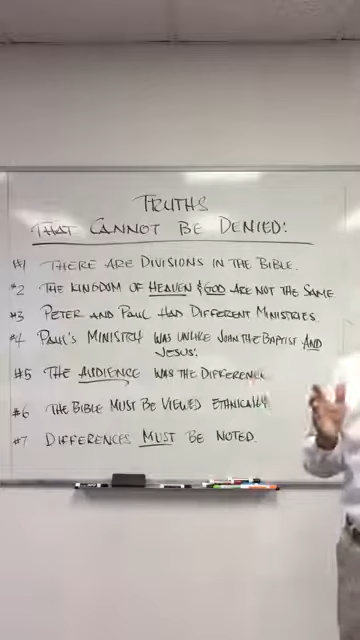 TRUTHS
THAT CANNOT BE DENIED:
#1 THERE ARE DIVISIONS IN THE BIBLE.
#2 THE KINGDOM OF HEAVEN & GOD ARE NOT THE SAME
#3 PETER AND PAUL HAD DIFFERENT MINISTRIES.
#4 PAUL'S MINISTRY WAS UNLIKE JOHN THE BAPTIST AND
JESUS'.
#5 THE AUDIENCE WAS THE DIFFERENCE
#6 THE BIBLE MUST BE VIEWED ETHNICALLY.
#7 DIFFERENCES MUST BE NOTED.